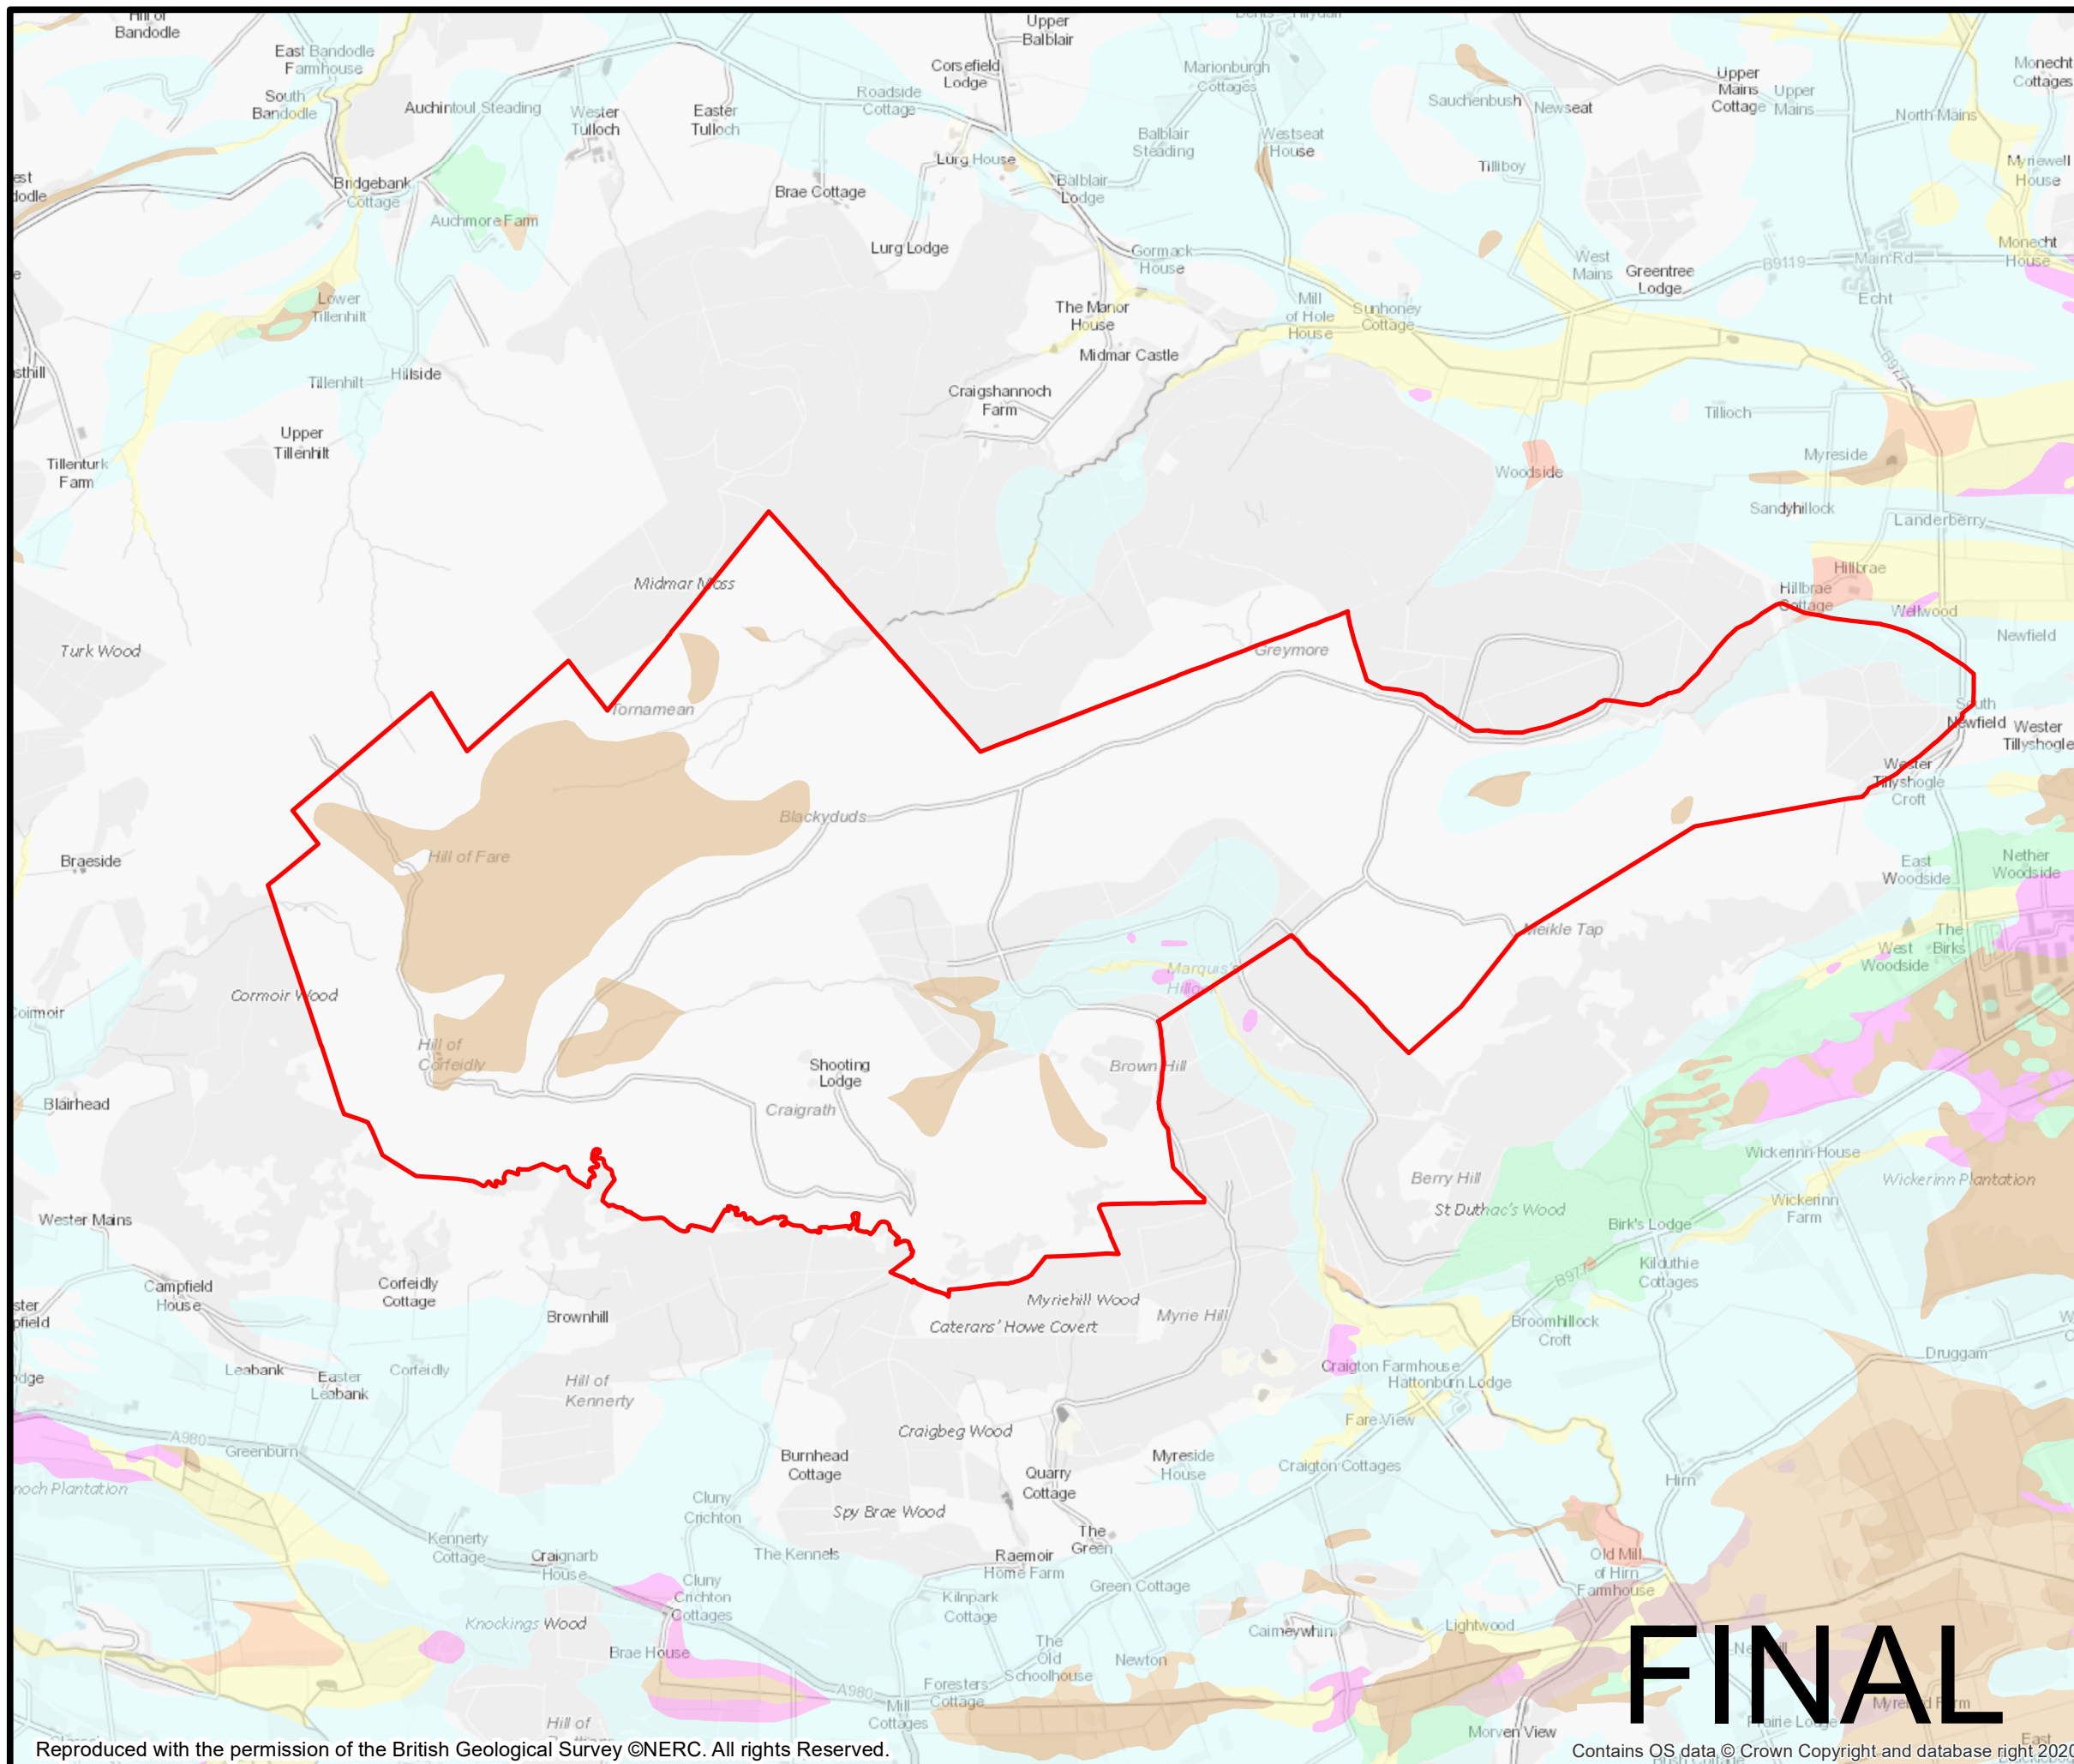 Bandodle
Upper
Balblair
East Bandodle
Farmhouse
South
Bandodle
Auchintoul Steading
Wester
Tulloch
Easter
Tulloch
Corsefield
Lodge
Roadside
Cottage
Marionburgh
Cottages
Sauchenbush
Newseat
Upper
Mains
Cottage
Upper
Mains
North Mains
Monecht
Cottages
Lurg House
Balblair
Steading
Westseat
House
Tilliboy
Myriewell
House
Bridgebank
Cottage
Auchmore Farm
Brae Cottage
Balblair
Lodge
Lurg Lodge
Gormack
House
West
Mains
Greentree
Lodge
B9119
Main Rd
Monecht
House
Echt
Lower
Tillenhilt
The Manor
House
Mill
of Hole
House
Sunhoney
Cottage
Midmar Castle
B977
Tillenhilt
Hillside
Craigshannoch
Farm
Tillioch
Upper
Tillenhilt
Tillenturk
Farm
Woodside
Myreside
Sandyhillock
Landerberry
Midmar Moss
Hillbrae
Hillbrae
Cottage
Wellwood
Newfield
Turk Wood
Greymore
Tornamean
South
Newfield
Wester
Tillyshogle
Wester
Tillyshogle
Croft
Blackyduds
Hill of Fare
Braeside
East
Woodside
Nether
Woodside
Meikle Tap
The
Birks
West
Woodside
Marquis's
Hillock
Cormoir Wood
Hill of
Corfeidly
Shooting
Lodge
Brown Hill
Craigrath
Blairhead
Wickerinn House
Wickerinn Plantation
Berry Hill
St Duthac's Wood
Wickerinn
Farm
Wester Mains
Birk's Lodge
B977
Kilduthie
Cottages
Campfield
House
Corfeidly
Cottage
Brownhill
Myriehill Wood
Caterans' Howe Covert
Myrie Hill
Broomhillock
Croft
Druggam
Leabank
Easter
Leabank
Corfeidly
Hill of
Kennerty
Craigton Farmhouse
Hattonburn Lodge
Fare View
A980
Greenburn
Craigbeg Wood
Burnhead
Cottage
Quarry
Cottage
Myreside
House
Craigton Cottages
Hirn
Cluny
Crichton
Spy Brae Wood
Kennerty
Cottage
Craignarb
House
The Kennels
The
Green
Raemoir
Home Farm
Green Cottage
Old Mill
of Hirn
Farmhouse
Cluny
Crichton
Cottages
Kilnpark
Cottage
Knockings Wood
Brae House
Cairneywhin
Lightwood
The
Old
Schoolhouse
Newton
A980
Foresters
Cottage
Mill
Cottages
FINAL
Hill of
Morven View
Reproduced with the permission of the British Geological Survey ©NERC. All rights Reserved.
Contains OS data © Crown Copyright and database right 2020